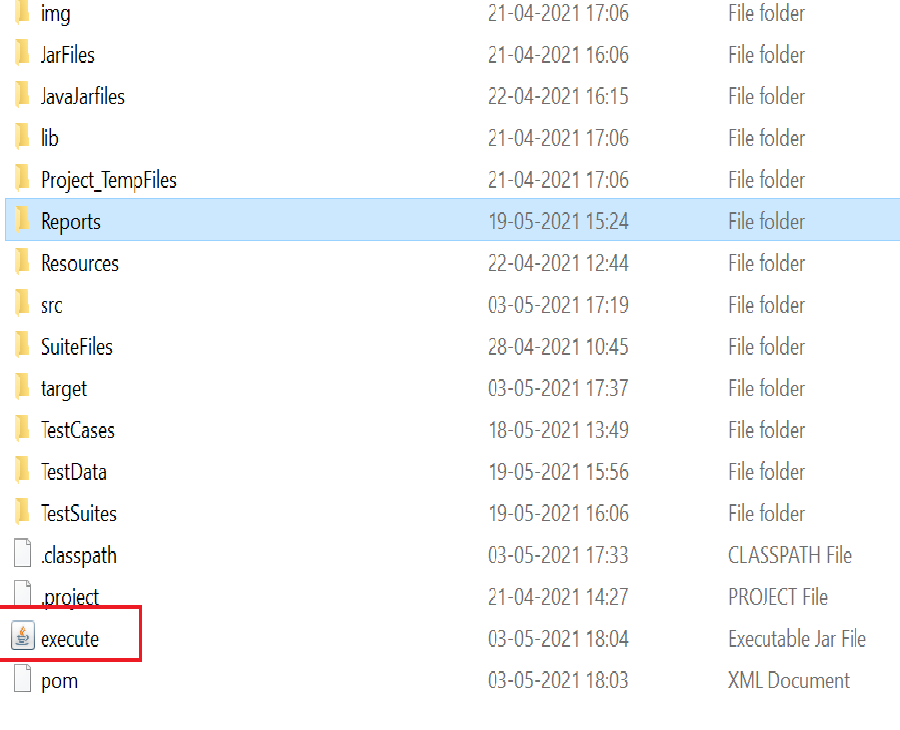 img 21-04-2021 17:06 File folder
JarFiles 21-04-2021 16:06 File folder
JavaJarfiles 22-04-2021 16:15 File folder
lib 21-04-2021 17:06 File folder
Project_TempFiles 21-04-2021 17:06 File folder
Reports 19-05-2021 15:24 File folder
Resources 22-04-2021 12:44 File folder
src 03-05-2021 17:19 File folder
SuiteFiles 28-04-2021 10:45 File folder
target 03-05-2021 17:37 File folder
TestCases 18-05-2021 13:49 File folder
TestData 19-05-2021 15:56 File folder
TestSuites 19-05-2021 16:06 File folder
.classpath 03-05-2021 17:33 CLASSPATH File
.project 21-04-2021 14:27 PROJECT File
execute 03-05-2021 18:04 Executable Jar File
pom 03-05-2021 18:03 XML Document